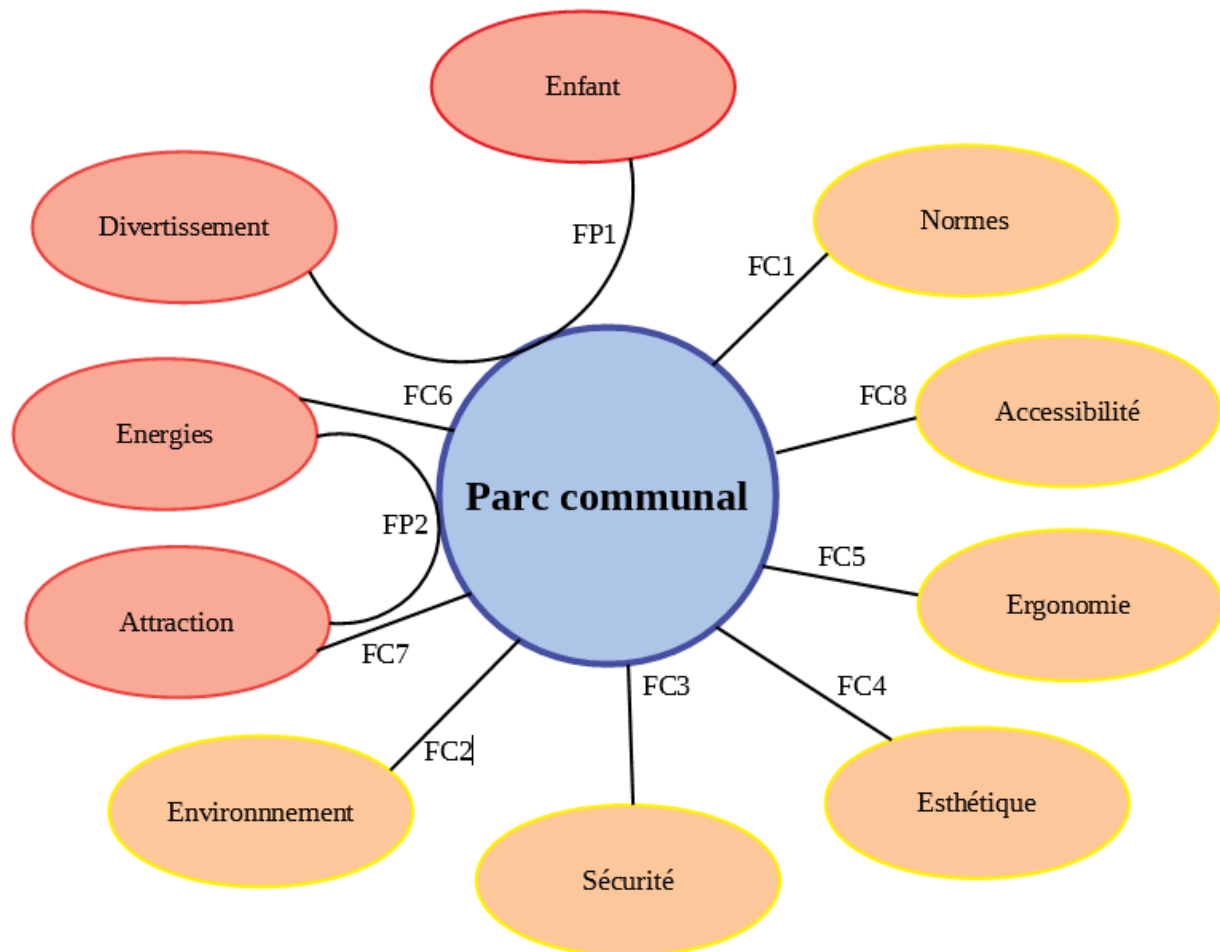 Enfant
Divertissement
Normes
FP1
FC1
FC6
FC8
Accessibilité
Energies
Parc communal
FP2
FC5
Ergonomie
Attraction
FC7
FC3
FC4
FC2
Environnnement
Esthétique
Sécurité